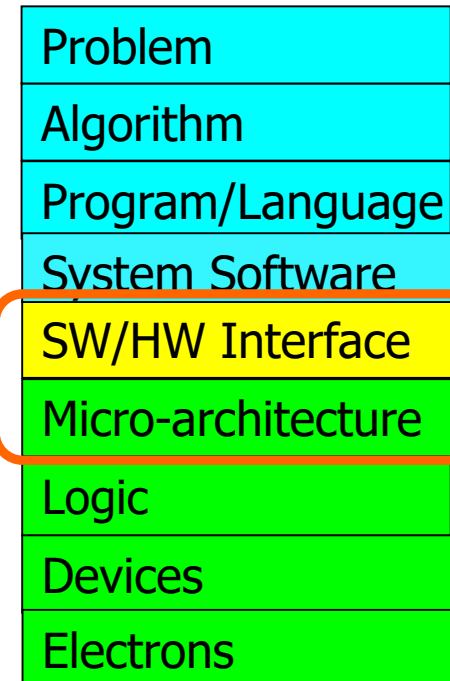 Problem
Algorithm
Program/Language
System Software
SW/HW Interface
Micro-architecture
Logic
Devices
Electrons